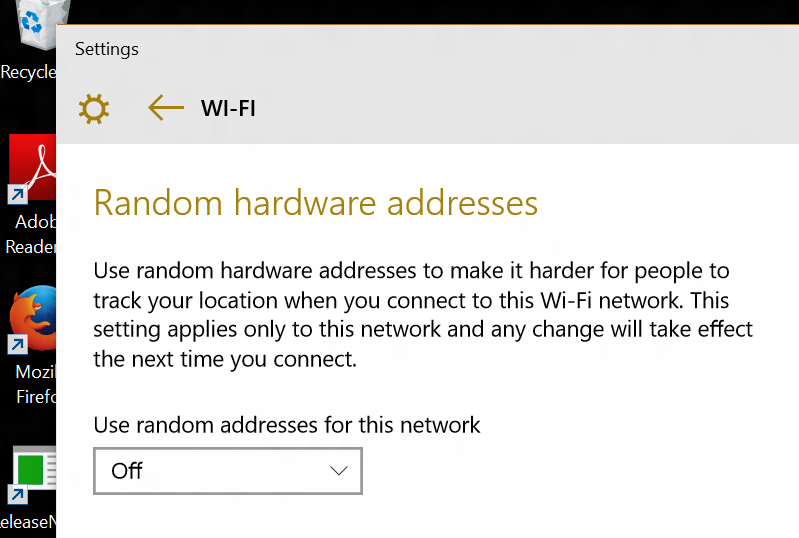 Settings
Recycle
WI-FI
Random hardware addresses
Adob
Reader
Use random hardware addresses to make it harder for people to
track your location when you connect to this Wi-Fi network. This
setting applies only to this network and any change will take effect
the next time you connect.
Mozil
Firefo
Use random addresses for this network
Off
eleaseN